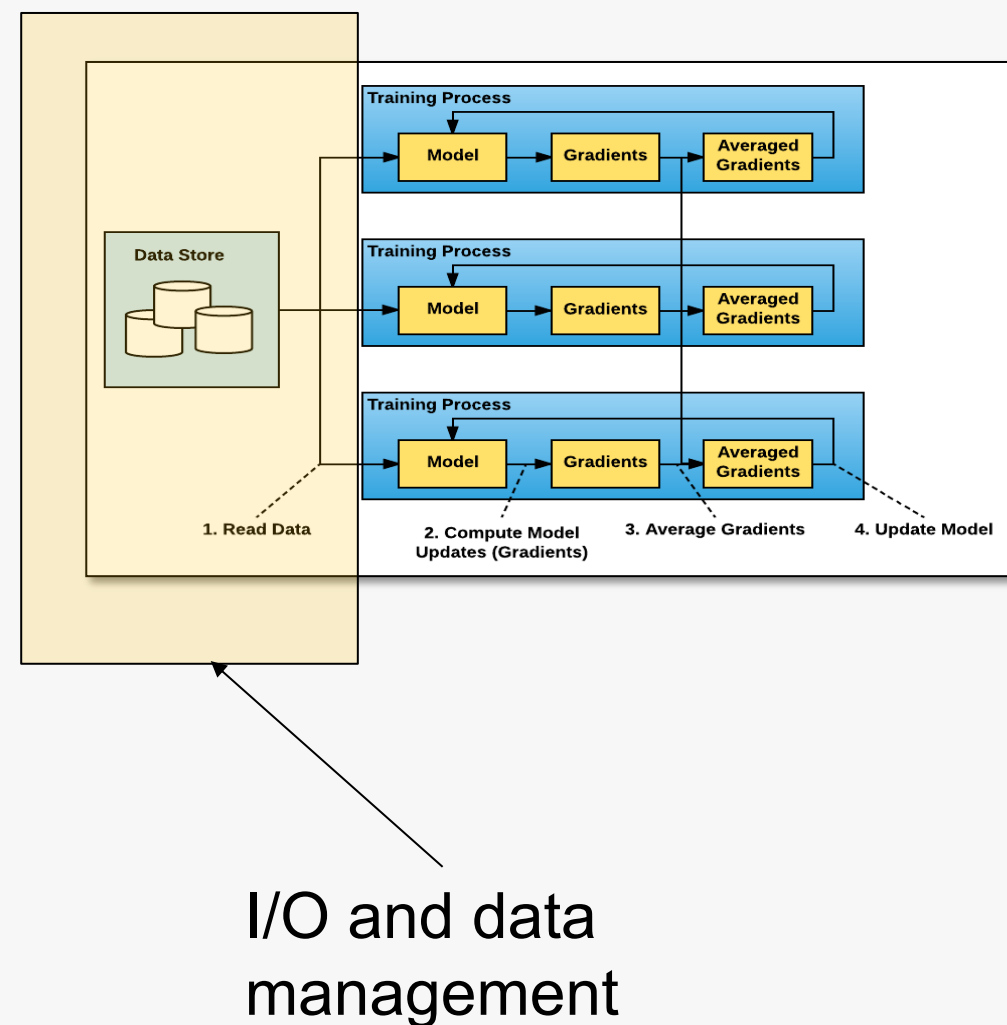 Training Process
Model
Gradients
Averaged
Gradients
Data Store
Training Process
Model
Gradients
Averaged
Gradients
Training Process
Model
Gradients
Averaged
Gradients
1. Read Data
2. Compute Model
Updates (Gradients)
3. Average Gradients
4. Update Model
I/O and data
management